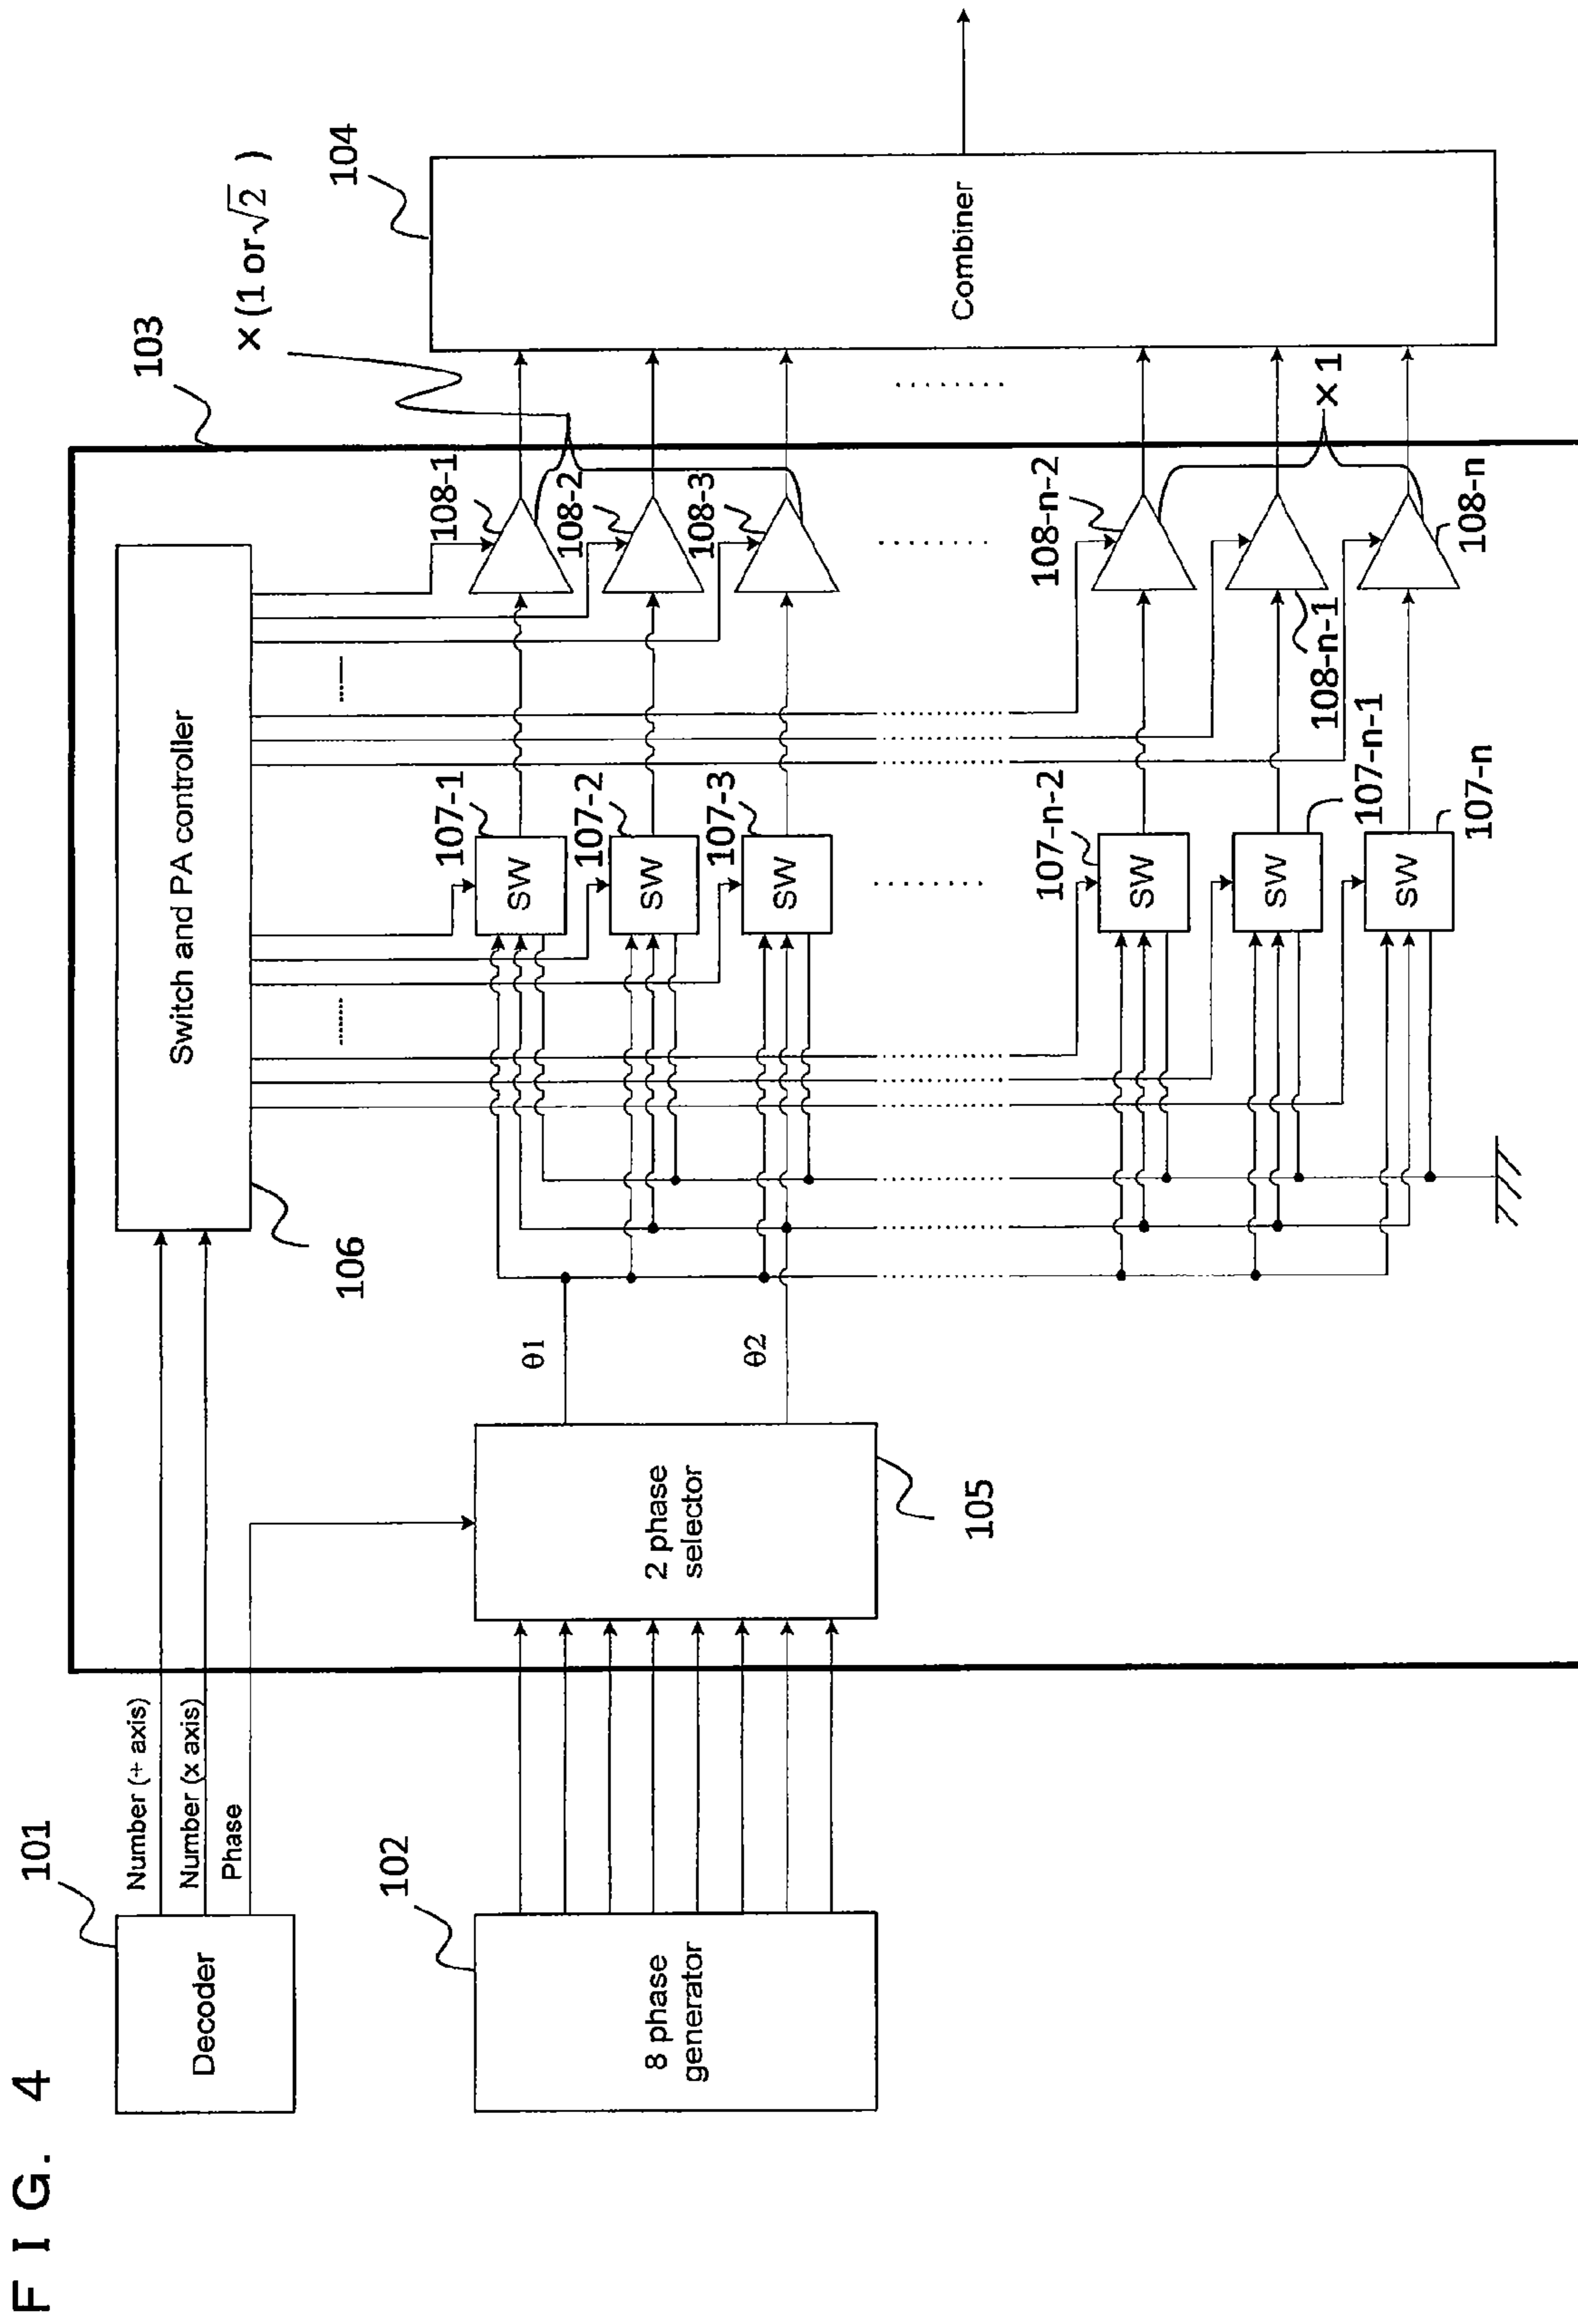 FIG. 4
101
Decoder
Number (+ axis)
Number (x axis)
Phase
102
8 phase
generator
103
106
Switch and PA controller
105
2 phase
selector
θ1
θ2
107-1
SW
107-2
SW
107-3
SW
107-n-2
SW
107-n-1
SW
107-n
SW
108-1
108-2
108-3
108-n-2
108-n-1
108-n
× (1 or √2 )
× 1
104
Combiner